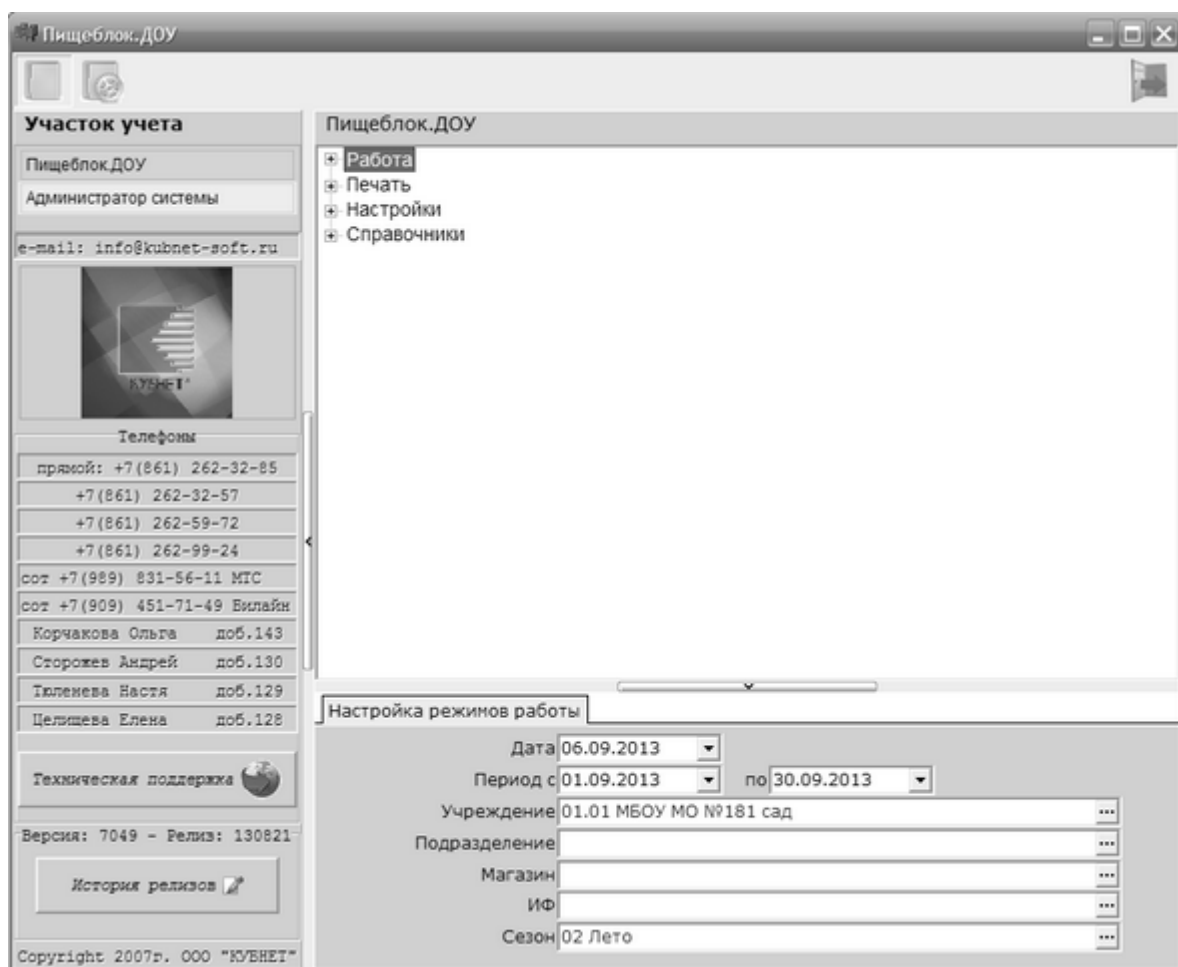 Пищеблок.ДОУ
Участок учета
Пищеблок.ДОУ
Администратор системы
e-mail: info@kubnet-soft.ru
КУБНЕТ
Телефоны
прямой: +7(861) 262-32-85
+7(861) 262-32-57
+7(861) 262-59-72
+7(861) 262-99-24
сот +7(989) 831-56-11 МТС
сот +7(909) 451-71-49 Билайн
Корчакова Ольга доб.143
Сторожев Андрей доб.130
Тюленева Настя доб.129
Целищева Елена доб.128
Техническая поддержка
Версия: 7049 - Релиз: 130821
История релизов
Copyright 2007г. ООО "КУБНЕТ"
Пищеблок.ДОУ
Работа
Печать
Настройки
Справочники
Настройка режимов работы
Дата 06.09.2013
Период с 01.09.2013 по 30.09.2013
Учреждение 01.01 МБОУ МО №181 сад
Подразделение
Магазин
ИФ
Сезон 02 Лето